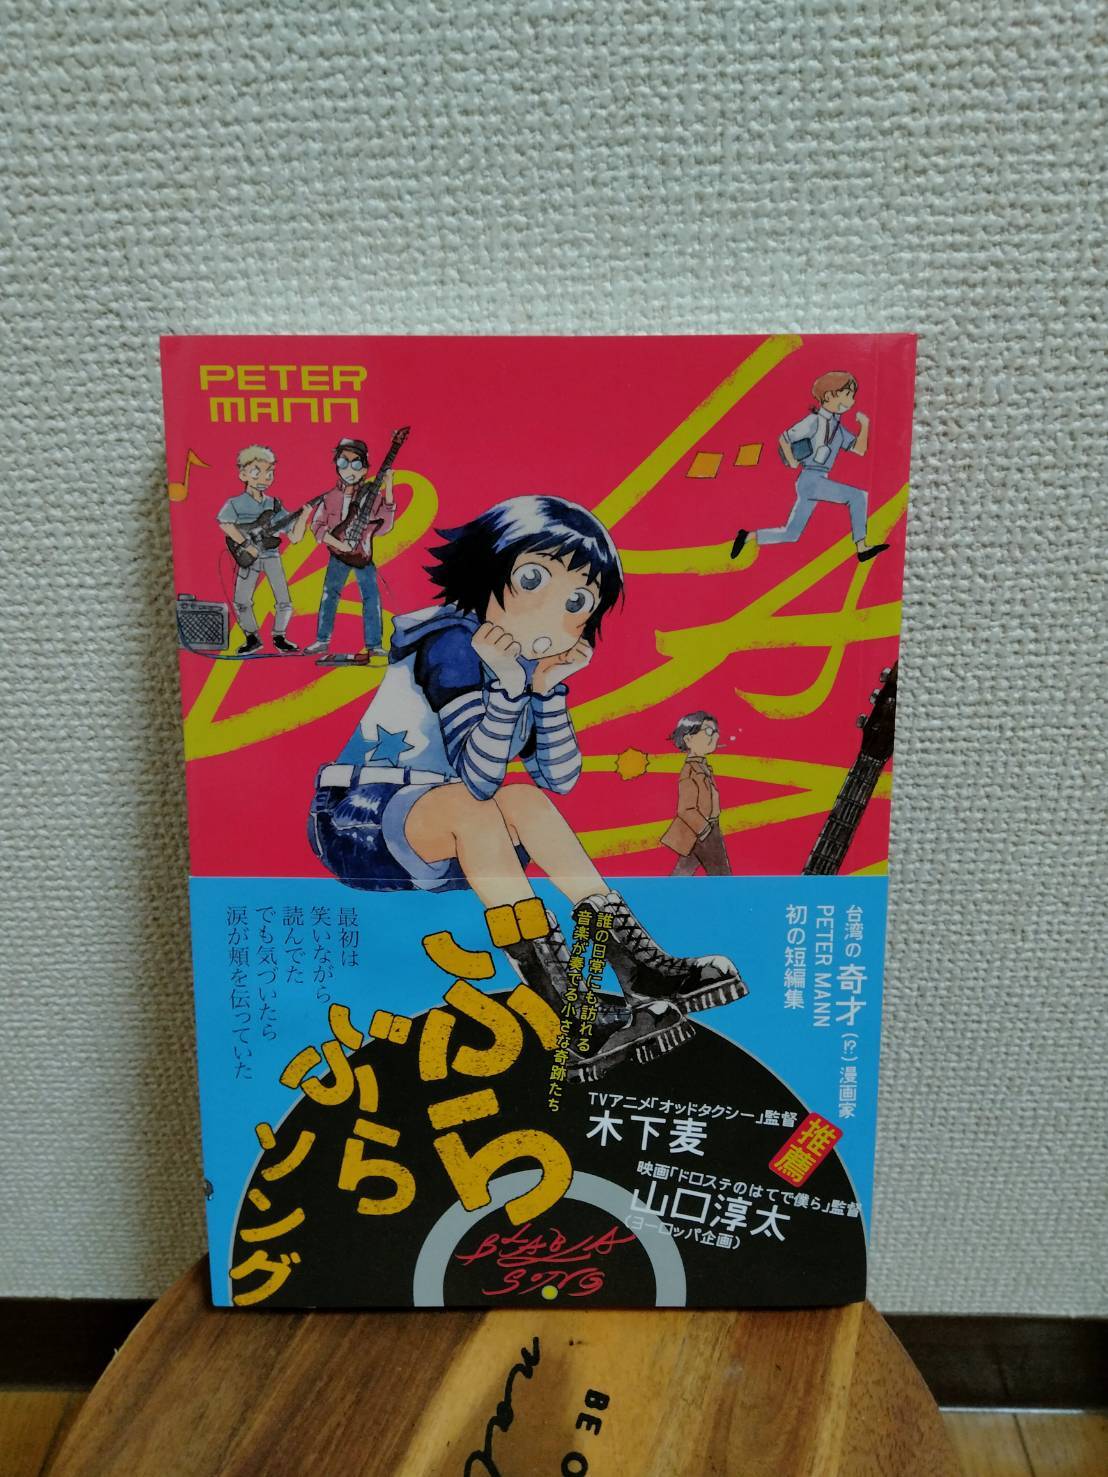 PETER
MANN
台湾の奇才(!?)漫画家
PETER MANN
初の短編集
誰の日常にも訪れる
音楽が奏でる小さな奇跡たち
ぶら
ぶら
ソング
最初は
笑いながら
読んでた
でも気づいたら
涙が頬を伝っていた
TVアニメ「オッドタクシー」監督
木下麦
推薦
映画「ドロステのはてで僕ら」監督
山口淳太
(ヨーロッパ企画)
BLABLA
SONG
BE O